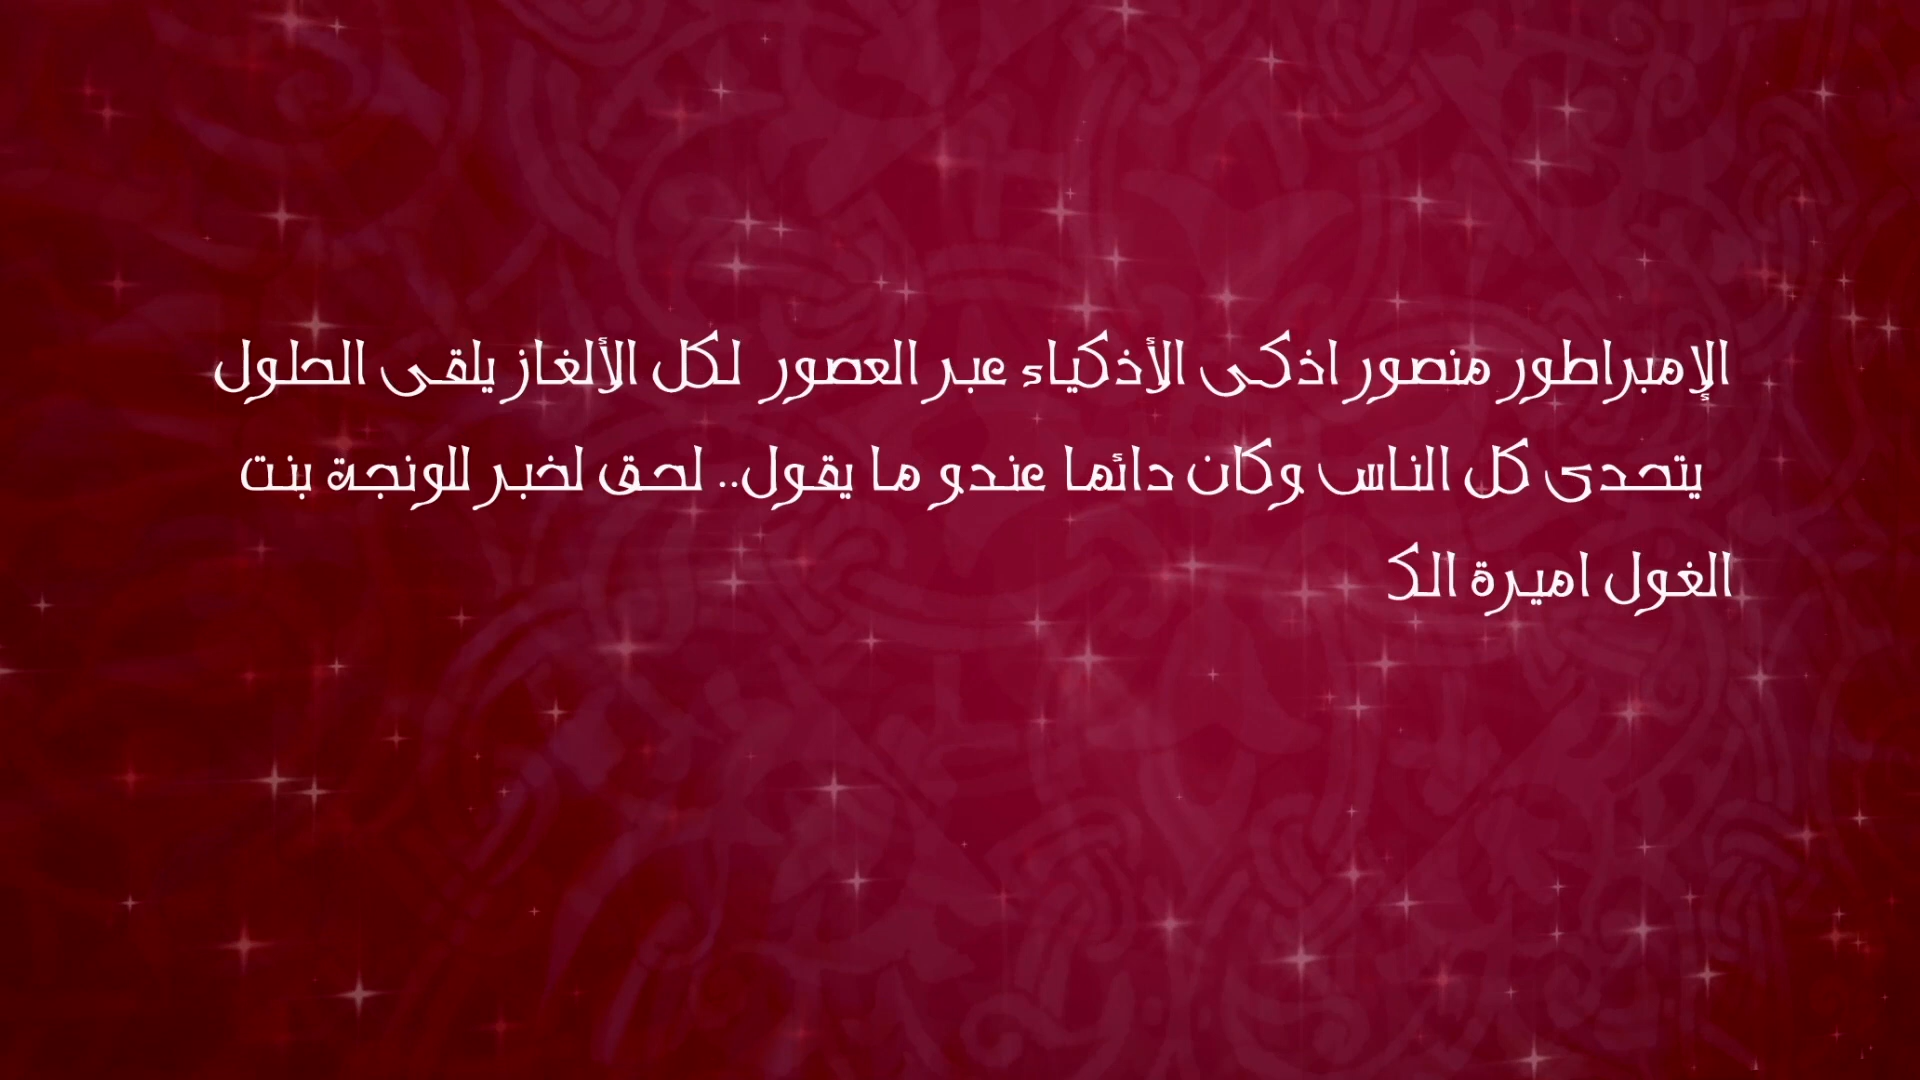 الإمبراطور منصور اذكى الأذكياء عبر العصور لكل الألغاز يلقى الحلول
يتحدى كل الناس وكان دائما عندو ما يقول.. لحق لخبر للونجة بنت
الغول اميرة الكـ